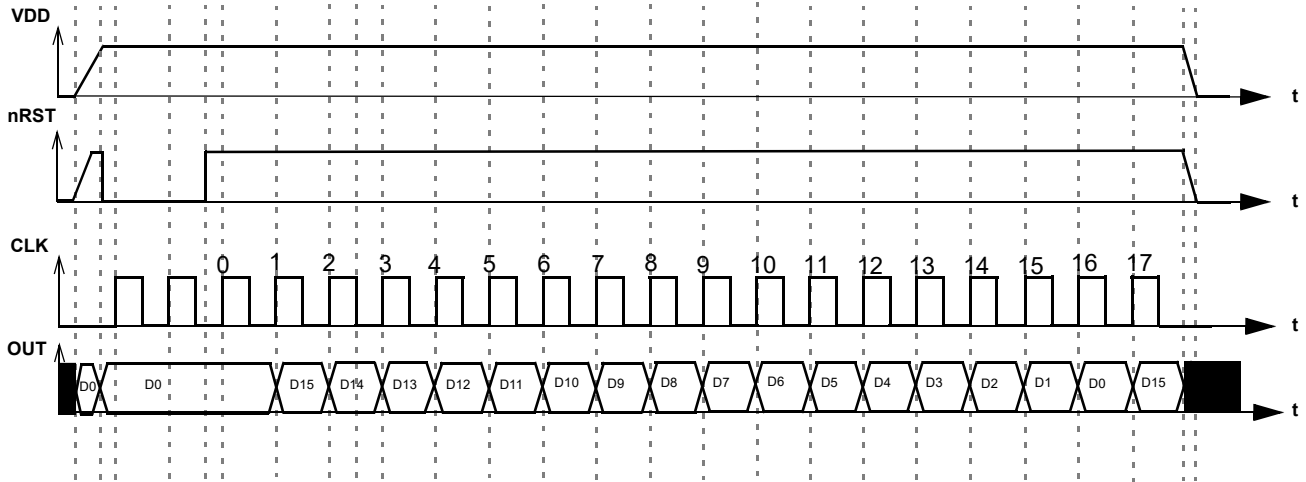 VDD
t
nRST
t
CLK
0 1 2 3 4 5 6 7 8 9 10 11 12 13 14 15 16 17
t
OUT
D0 D0 D15 D14 D13 D12 D11 D10 D9 D8 D7 D6 D5 D4 D3 D2 D1 D0 D15
t